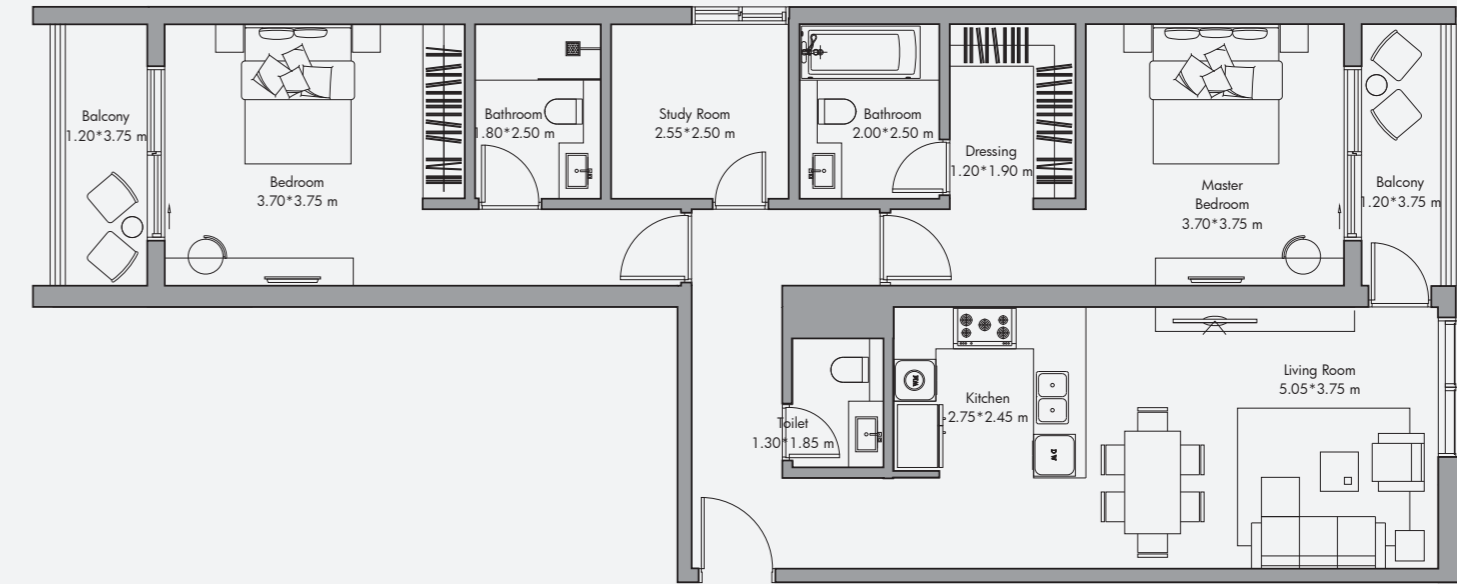 Balcony
1.20*3.75 m
Bedroom
3.70*3.75 m
Bathroom
1.80*2.50 m
Study Room
2.55*2.50 m
Bathroom
2.00*2.50 m
Dressing
1.20*1.90 m
Master
Bedroom
3.70*3.75 m
Balcony
1.20*3.75 m
Toilet
1.30*1.85 m
Kitchen
2.75*2.45 m
DW
Living Room
5.05*3.75 m